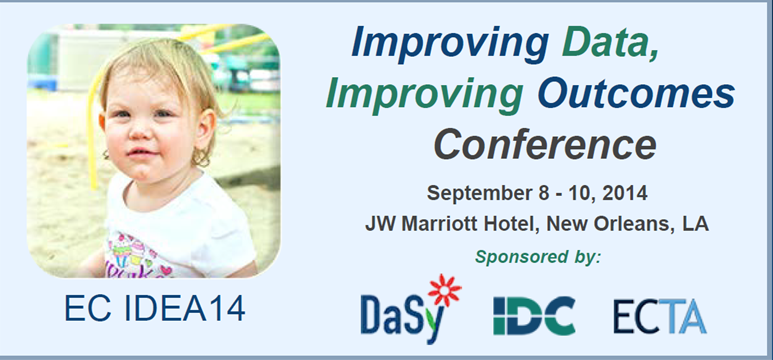 Improving Data,
Improving Outcomes
Conference
September 8 - 10, 2014
JW Marriott Hotel, New Orleans, LA
Sponsored by:
DaSy IDC ECTA
EC IDEA14